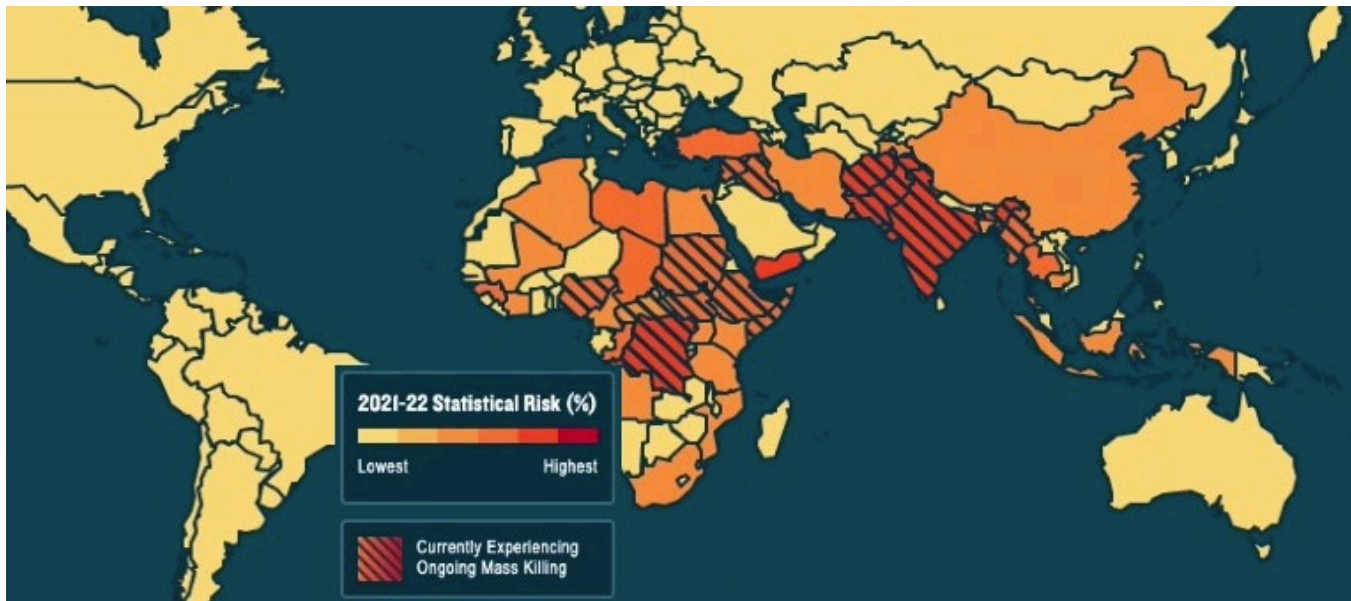 2021-22 Statistical Risk (%)
Lowest Highest
Currently Experiencing
Ongoing Mass Killing